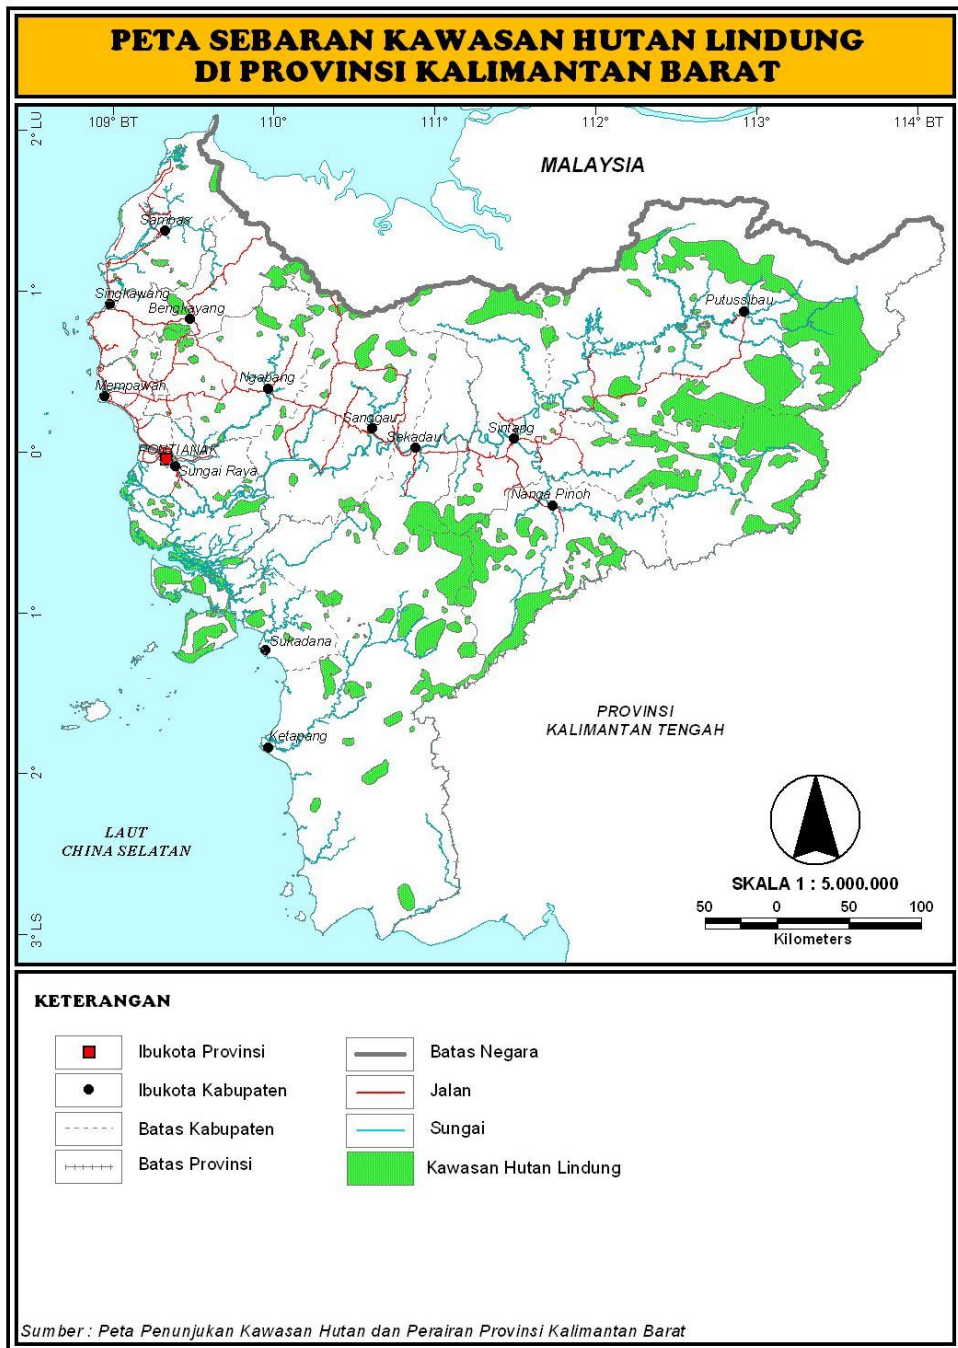 PETA SEBARAN KAWASAN HUTAN LINDUNG
DI PROVINSI KALIMANTAN BARAT
109° BT
110°
111°
112°
113°
114° BT
2° LU
1°
0°
1°
2°
3° LS
MALAYSIA
Sambas
Singkawang
Bengkayang
Putussibau
Mempawah
Ngabang
Sanggau
Sekadau
Sintang
PONTIANAK
Sungai Raya
Nanga Pinoh
Sukadana
Ketapang
PROVINSI
KALIMANTAN TENGAH
LAUT
CHINA SELATAN
SKALA 1 : 5.000.000
50 0 50 100
Kilometers
KETERANGAN
Ibukota Provinsi
Ibukota Kabupaten
Batas Kabupaten
Batas Provinsi
Batas Negara
Jalan
Sungai
Kawasan Hutan Lindung
Sumber : Peta Penunjukan Kawasan Hutan dan Perairan Provinsi Kalimantan Barat